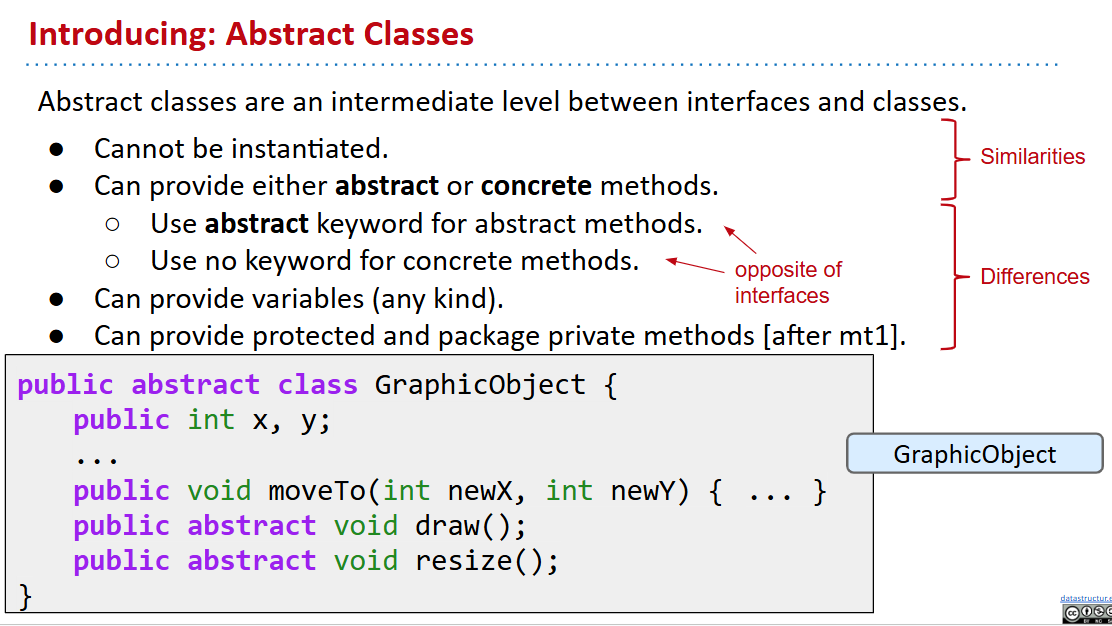 Introducing: Abstract Classes
Abstract classes are an intermediate level between interfaces and classes.
● Cannot be instantiated.
● Can provide either abstract or concrete methods.
○ Use abstract keyword for abstract methods.
○ Use no keyword for concrete methods.
● Can provide variables (any kind).
● Can provide protected and package private methods [after mt1].
Similarities
opposite of
interfaces
Differences
public abstract class GraphicObject {
public int x, y;
...
public void moveTo(int newX, int newY) { ... }
public abstract void draw();
public abstract void resize();
}
GraphicObject